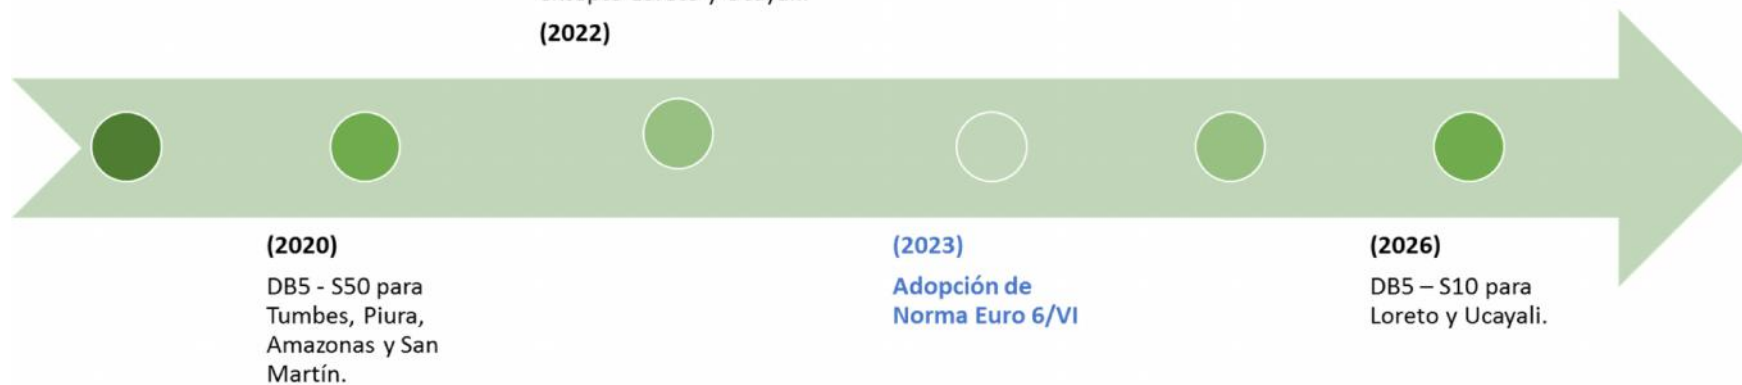 (2022)
(2020)
DB5 - S50 para
Tumbes, Piura,
Amazonas y San
Martín.
(2023)
Adopción de
Norma Euro 6/VI
(2026)
DB5 – S10 para
Loreto y Ucayali.